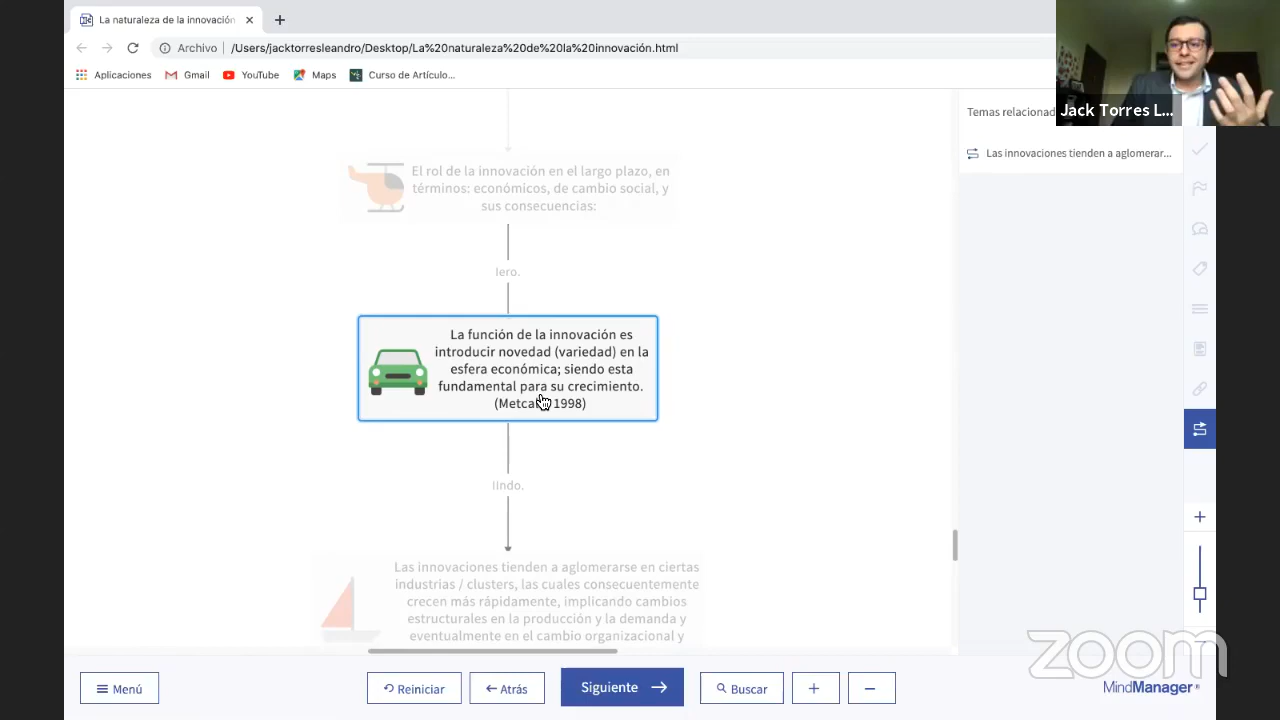 La naturaleza de la innovación
Archivo
/Users/jacktorresleandro/Desktop/La%20naturaleza%20de%20la%20innovación.html
Aplicaciones
Gmail
YouTube
Maps
Curso de Artículo...
Jack Torres L...
Temas relacionad
Las innovaciones tienden a aglomerar...
El rol de la innovación en el largo plazo, en
términos: económicos, de cambio social, y
sus consecuencias:
Iero.
La función de la innovación es
introducir novedad (variedad) en la
esfera económica; siendo esta
fundamental para su crecimiento.
1998)
IIndo.
Las innovaciones tienden a aglomerarse en ciertas
industrias / clusters, las cuales consecuentemente
crecen más rápidamente, implicando cambios
estructurales en la producción y la demanda y
eventualmente en el cambio organizacional y
Menú
Reiniciar
Atrás
Siguiente
Buscar
zoom
MindManager